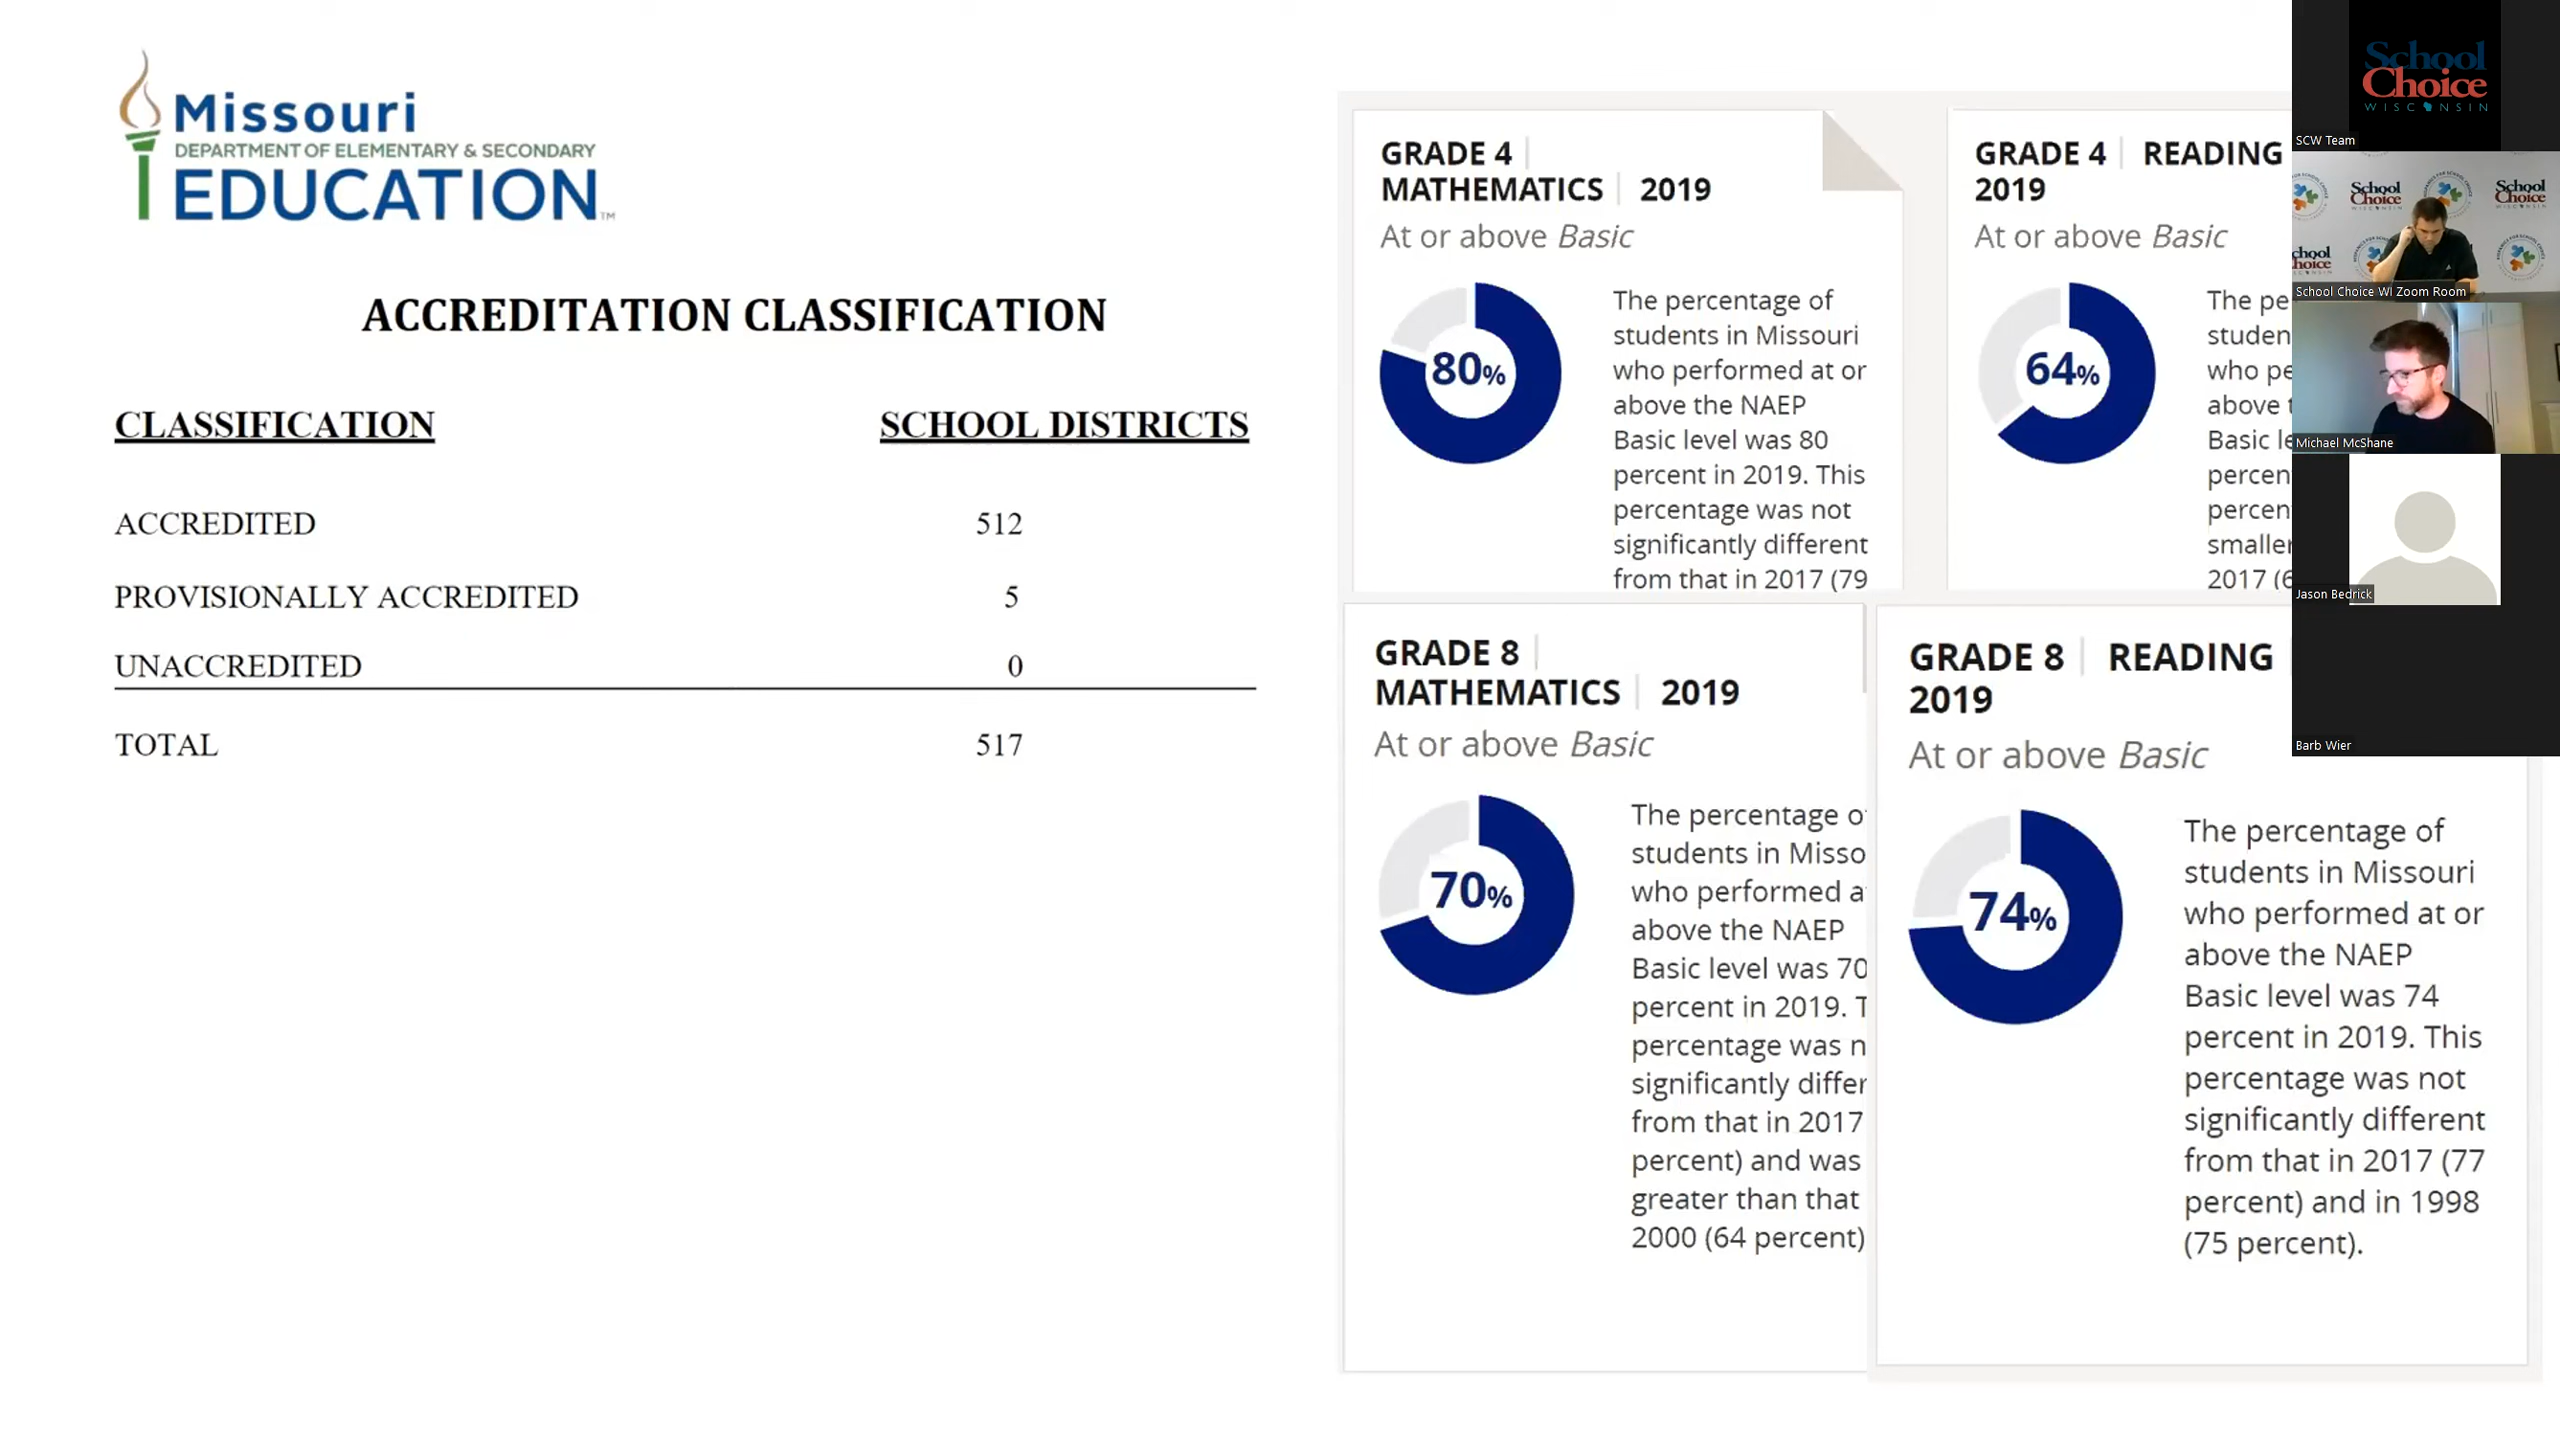 Missouri
DEPARTMENT OF ELEMENTARY & SECONDARY
EDUCATION™
ACCREDITATION CLASSIFICATION
CLASSIFICATION SCHOOL DISTRICTS
ACCREDITED 512
PROVISIONALLY ACCREDITED 5
UNACCREDITED 0
TOTAL 517
GRADE 4
MATHEMATICS 2019
At or above Basic
80%
The percentage of
students in Missouri
who performed at or
above the NAEP
Basic level was 80
percent in 2019. This
percentage was not
significantly different
from that in 2017 (79
GRADE 4 READING
2019
At or above Basic
64%
The pe
studen
who pe
above
Basic le
percen
percen
smaller
2017 (6
GRADE 8
MATHEMATICS 2019
At or above Basic
70%
The percentage o
students in Misso
who performed a
above the NAEP
Basic level was 70
percent in 2019. T
percentage was n
significantly differ
from that in 2017
percent) and was
greater than that
2000 (64 percent)
GRADE 8 READING
2019
At or above Basic
74%
The percentage of
students in Missouri
who performed at or
above the NAEP
Basic level was 74
percent in 2019. This
percentage was not
significantly different
from that in 2017 (77
percent) and in 1998
(75 percent).
School
Choice
WISCONSIN
SCW Team
School
Choice
WISCONSIN
School
Choice
WISCONSIN
School Choice WI Zoom Room
Michael McShane
Jason Bedrick
Barb Wier